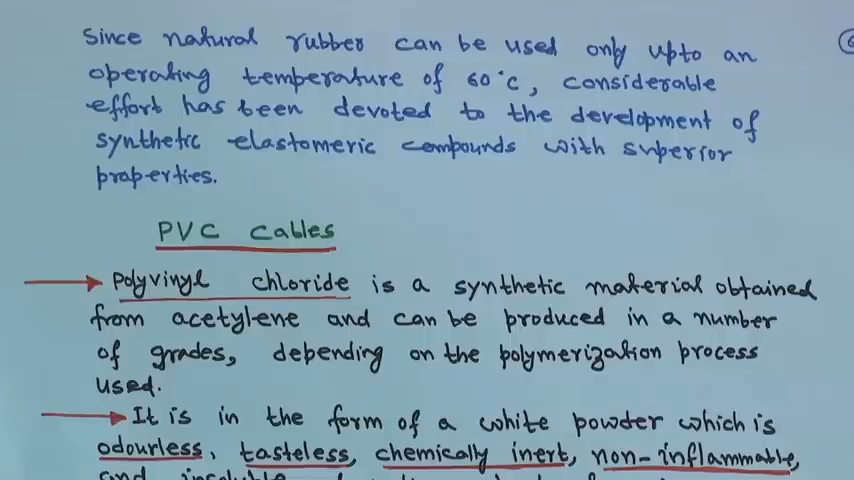 Since natural rubber can be used only upto an
operating temperature of 60°C, considerable
effort has been devoted to the development of
synthetic elastomeric compounds with superior
properties.
PVC Cables
Polyvinyl chloride is a synthetic material obtained
from acetylene and can be produced in a number
of grades, depending on the polymerization process
used.
It is in the form of a white powder which is
odourless, tasteless, chemically inert, non-inflammable,
and